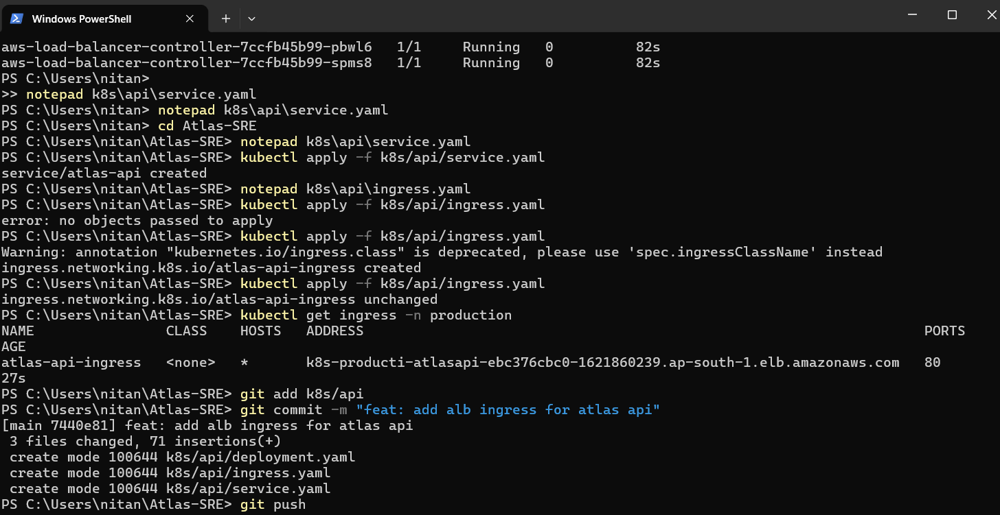 Windows PowerShell
aws-load-balancer-controller-7ccfb45b99-pbwl6   1/1     Running   0          82s
aws-load-balancer-controller-7ccfb45b99-spms8   1/1     Running   0          82s
PS C:\Users\nitan>
>> notepad k8s\api\service.yaml
PS C:\Users\nitan> notepad k8s\api\service.yaml
PS C:\Users\nitan> cd Atlas-SRE
PS C:\Users\nitan\Atlas-SRE> notepad k8s\api\service.yaml
PS C:\Users\nitan\Atlas-SRE> kubectl apply -f k8s/api/service.yaml
service/atlas-api created
PS C:\Users\nitan\Atlas-SRE> notepad k8s\api\ingress.yaml
PS C:\Users\nitan\Atlas-SRE> kubectl apply -f k8s/api/ingress.yaml
error: no objects passed to apply
PS C:\Users\nitan\Atlas-SRE> kubectl apply -f k8s/api/ingress.yaml
Warning: annotation "kubernetes.io/ingress.class" is deprecated, please use 'spec.ingressClassName' instead
ingress.networking.k8s.io/atlas-api-ingress created
PS C:\Users\nitan\Atlas-SRE> kubectl apply -f k8s/api/ingress.yaml
ingress.networking.k8s.io/atlas-api-ingress unchanged
PS C:\Users\nitan\Atlas-SRE> kubectl get ingress -n production
NAME                CLASS    HOSTS   ADDRESS                                                                    PORTS
AGE
atlas-api-ingress   <none>   *       k8s-producti-atlasapi-ebc376cbc0-1621860239.ap-south-1.elb.amazonaws.com   80
27s
PS C:\Users\nitan\Atlas-SRE> git add k8s/api
PS C:\Users\nitan\Atlas-SRE> git commit -m "feat: add alb ingress for atlas api"
[main 7440e81] feat: add alb ingress for atlas api
 3 files changed, 71 insertions(+)
 create mode 100644 k8s/api/deployment.yaml
 create mode 100644 k8s/api/ingress.yaml
 create mode 100644 k8s/api/service.yaml
PS C:\Users\nitan\Atlas-SRE> git push